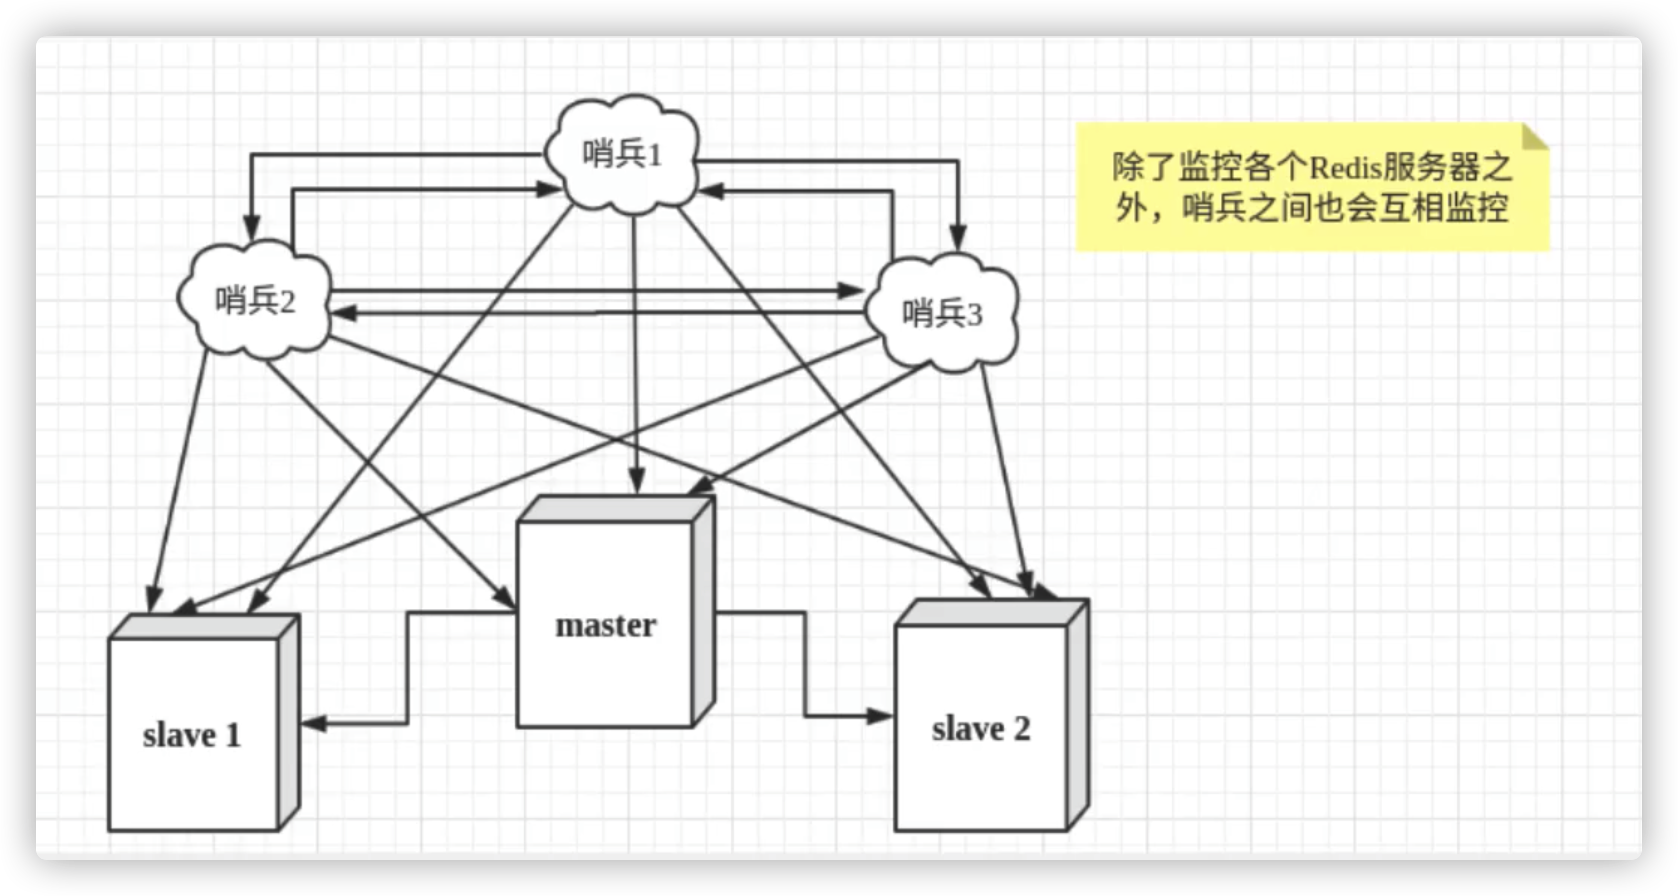 哨兵1
除了监控各个Redis服务器之
外，哨兵之间也会互相监控
哨兵2
哨兵3
master
slave 1
slave 2